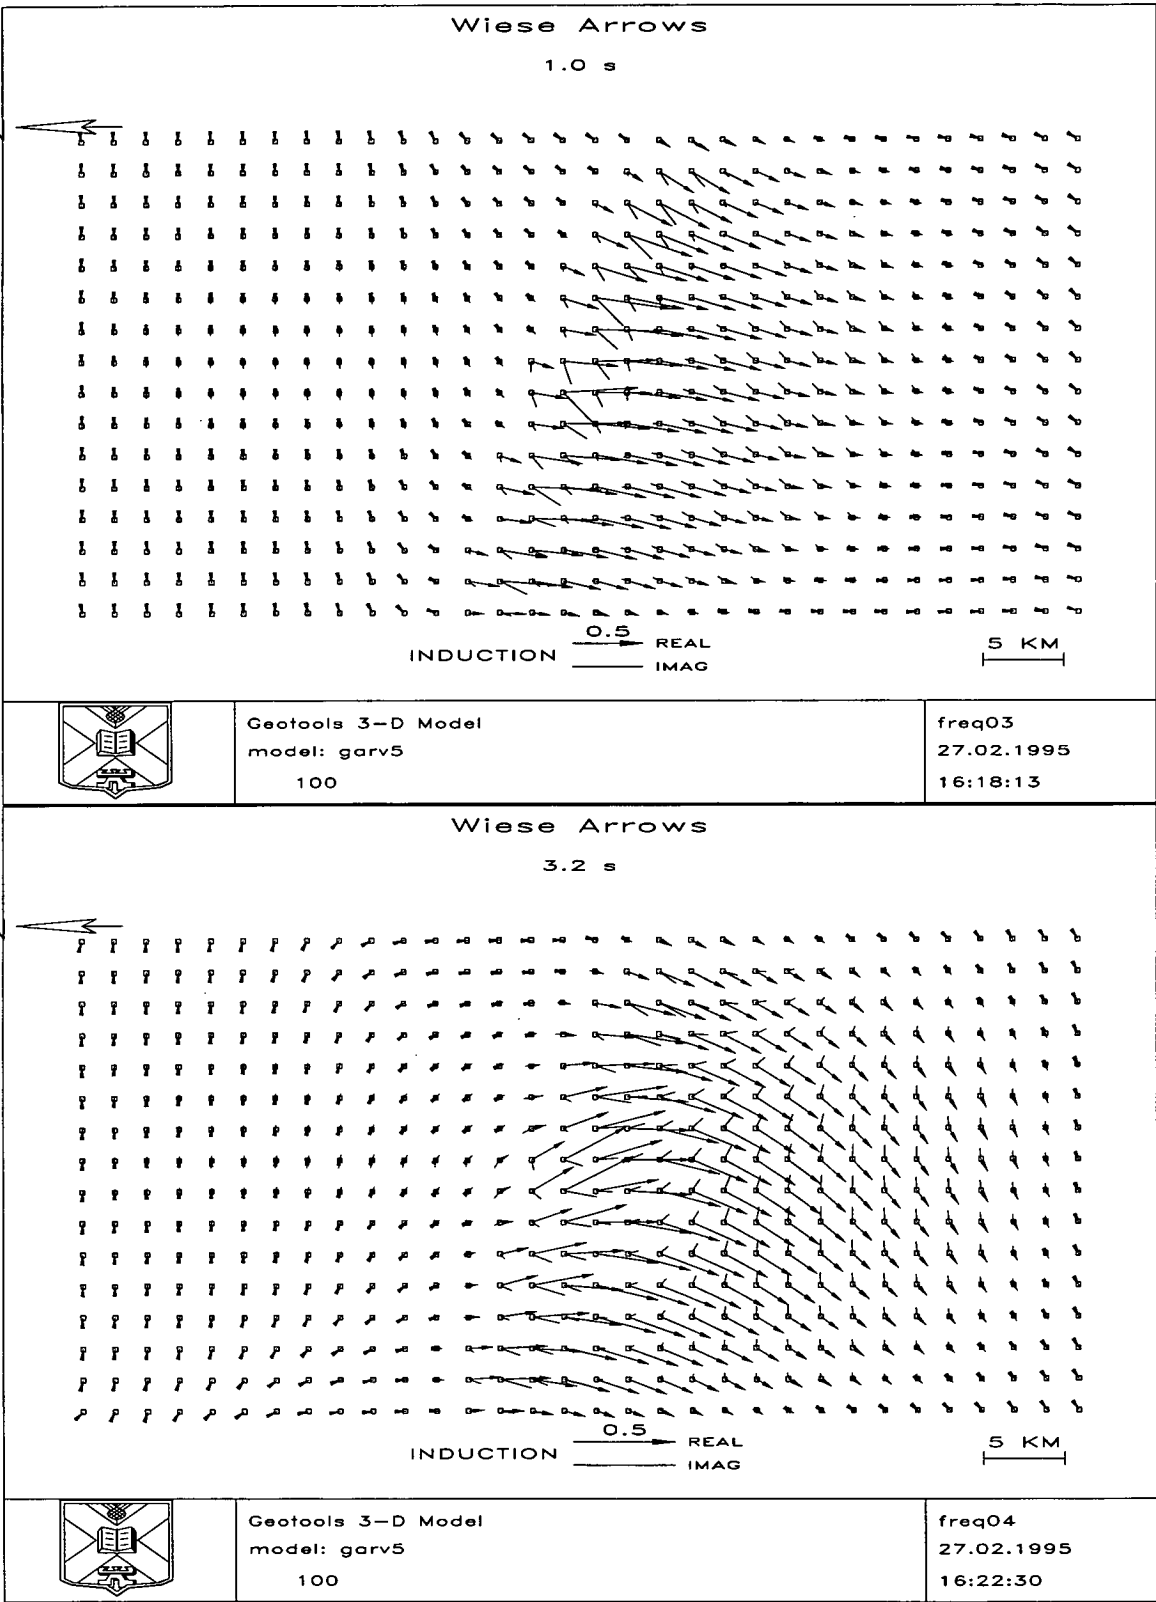 Wiese Arrows
1.0 s
0.5
INDUCTION REAL
IMAG
5 KM
Geotools 3-D Model
model: garv5
100
freq03
27.02.1995
16:18:13
Wiese Arrows
3.2 s
0.5
INDUCTION REAL
IMAG
5 KM
Geotools 3-D Model
model: garv5
100
freq04
27.02.1995
16:22:30